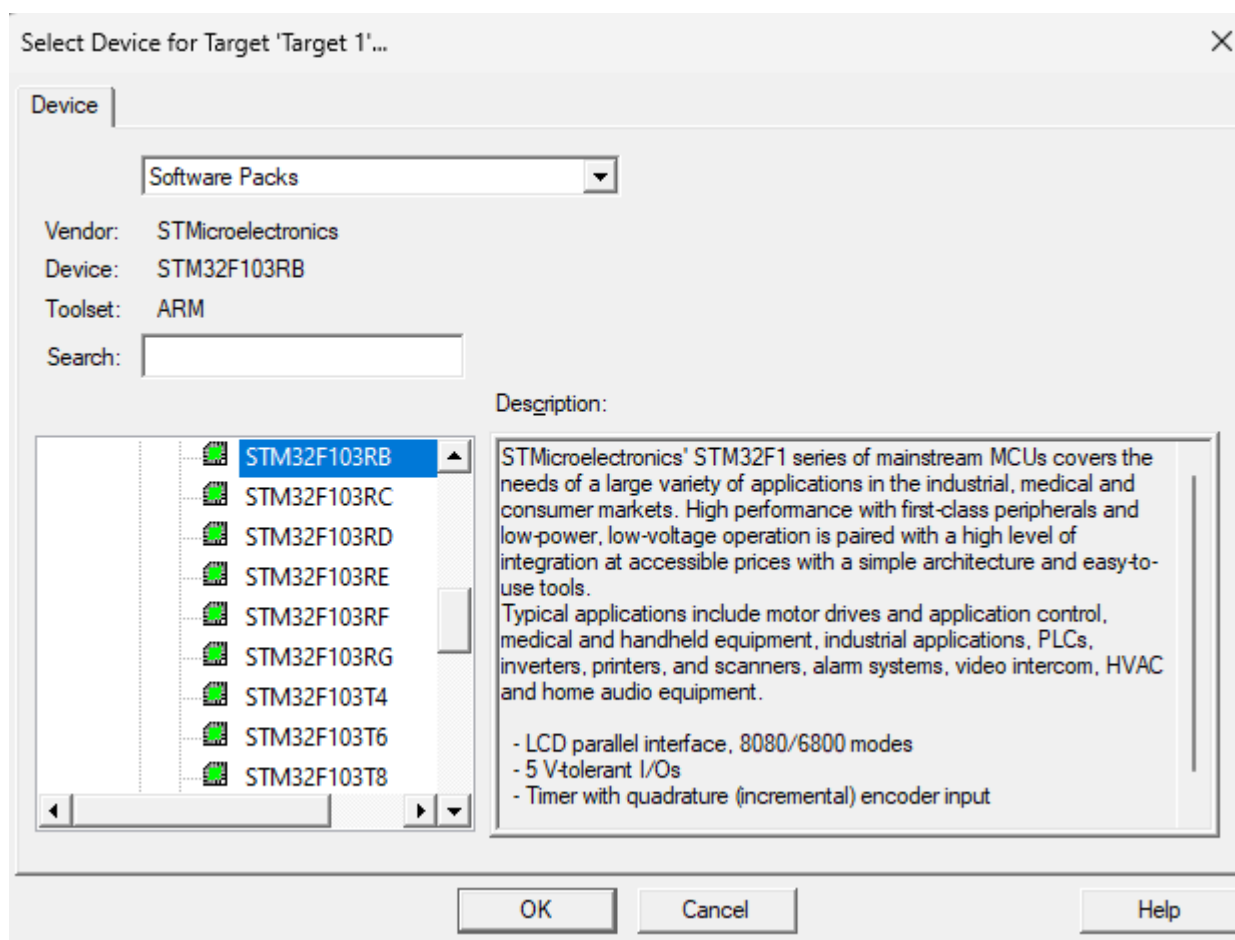 Select Device for Target 'Target 1'...
Device
Software Packs
Vendor: STMicroelectronics
Device: STM32F103RB
Toolset: ARM
Search:
Description:
STM32F103RB
STM32F103RC
STM32F103RD
STM32F103RE
STM32F103RF
STM32F103RG
STM32F103T4
STM32F103T6
STM32F103T8
STMicroelectronics' STM32F1 series of mainstream MCUs covers the
needs of a large variety of applications in the industrial, medical and
consumer markets. High performance with first-class peripherals and
low-power, low-voltage operation is paired with a high level of
integration at accessible prices with a simple architecture and easy-to-
use tools.
Typical applications include motor drives and application control,
medical and handheld equipment, industrial applications, PLCs,
inverters, printers, and scanners, alarm systems, video intercom, HVAC
and home audio equipment.
- LCD parallel interface, 8080/6800 modes
- 5 V-tolerant I/Os
- Timer with quadrature (incremental) encoder input
OK
Cancel
Help